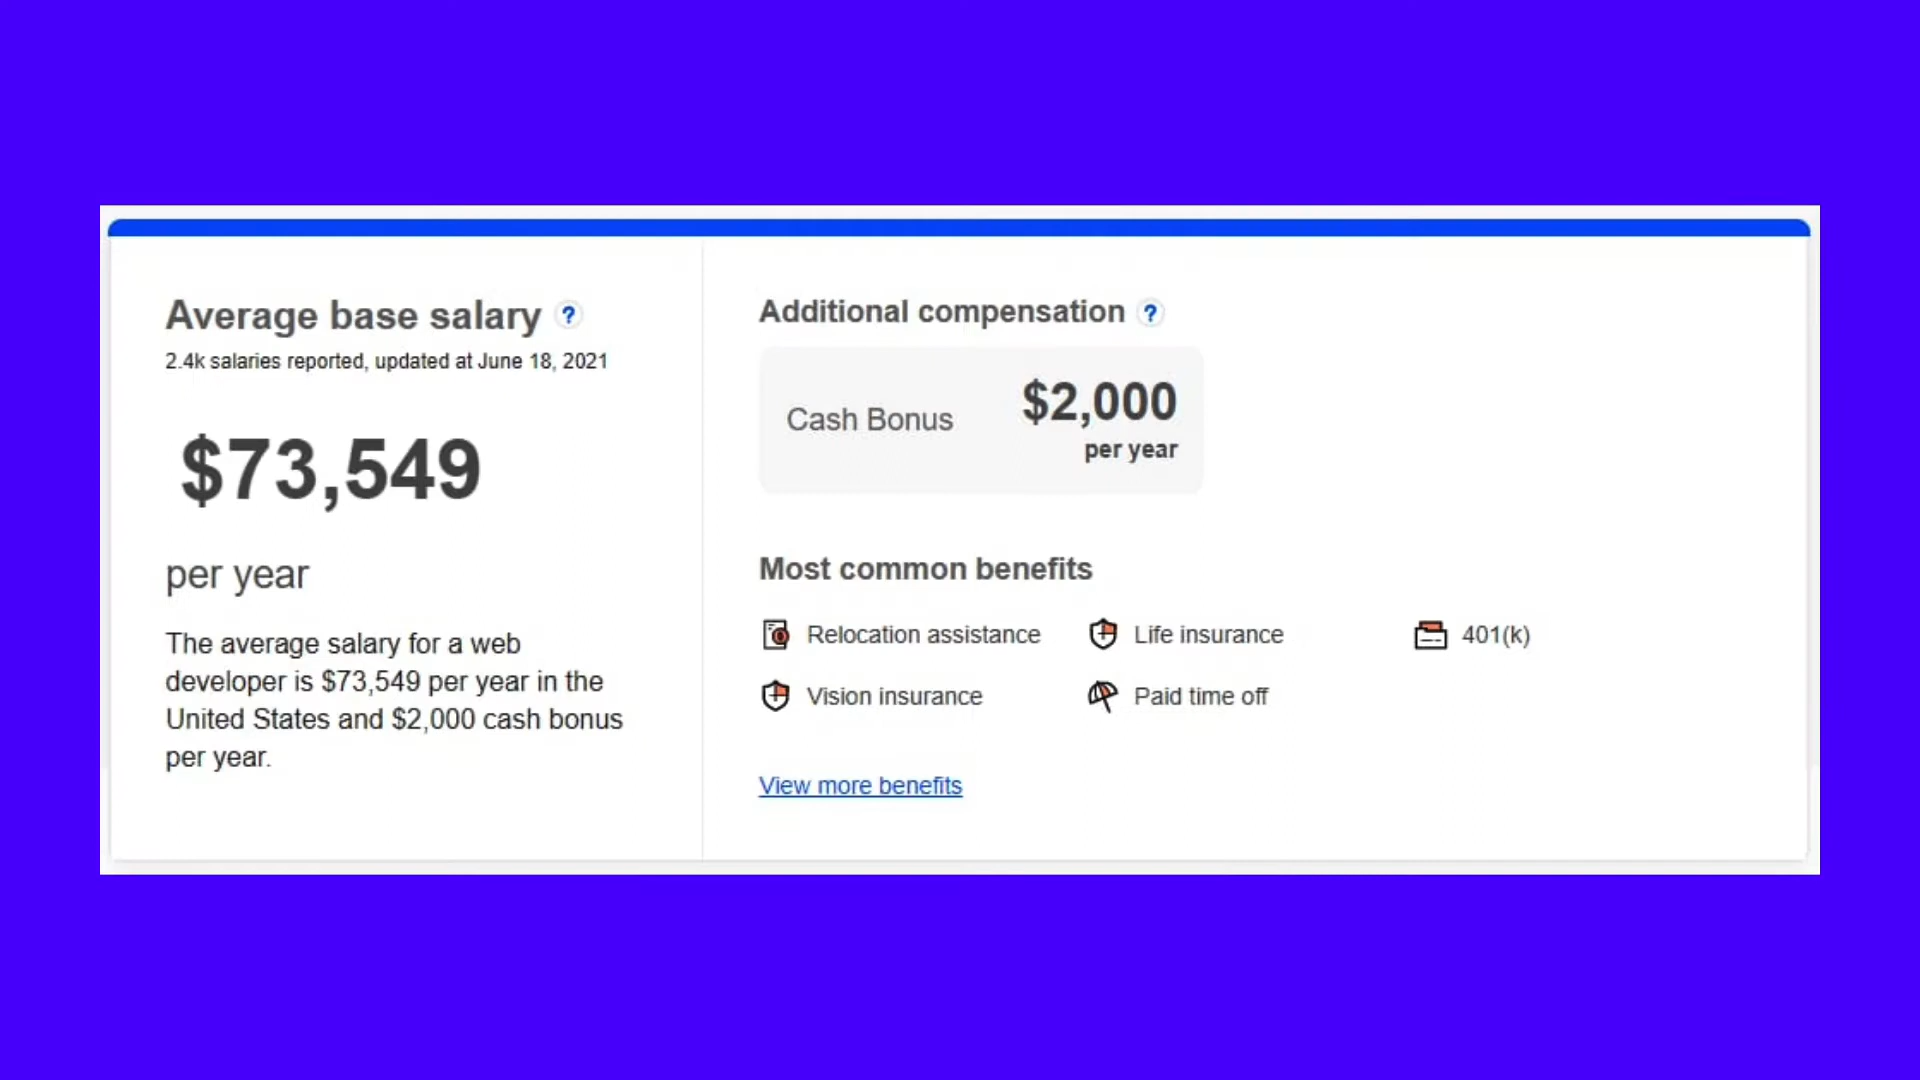 Average base salary ?
2.4k salaries reported, updated at June 18, 2021
$73,549
per year
The average salary for a web
developer is $73,549 per year in the
United States and $2,000 cash bonus
per year.
Additional compensation ?
Cash Bonus
$2,000
per year
Most common benefits
Relocation assistance
Life insurance
401(k)
Vision insurance
Paid time off
View more benefits